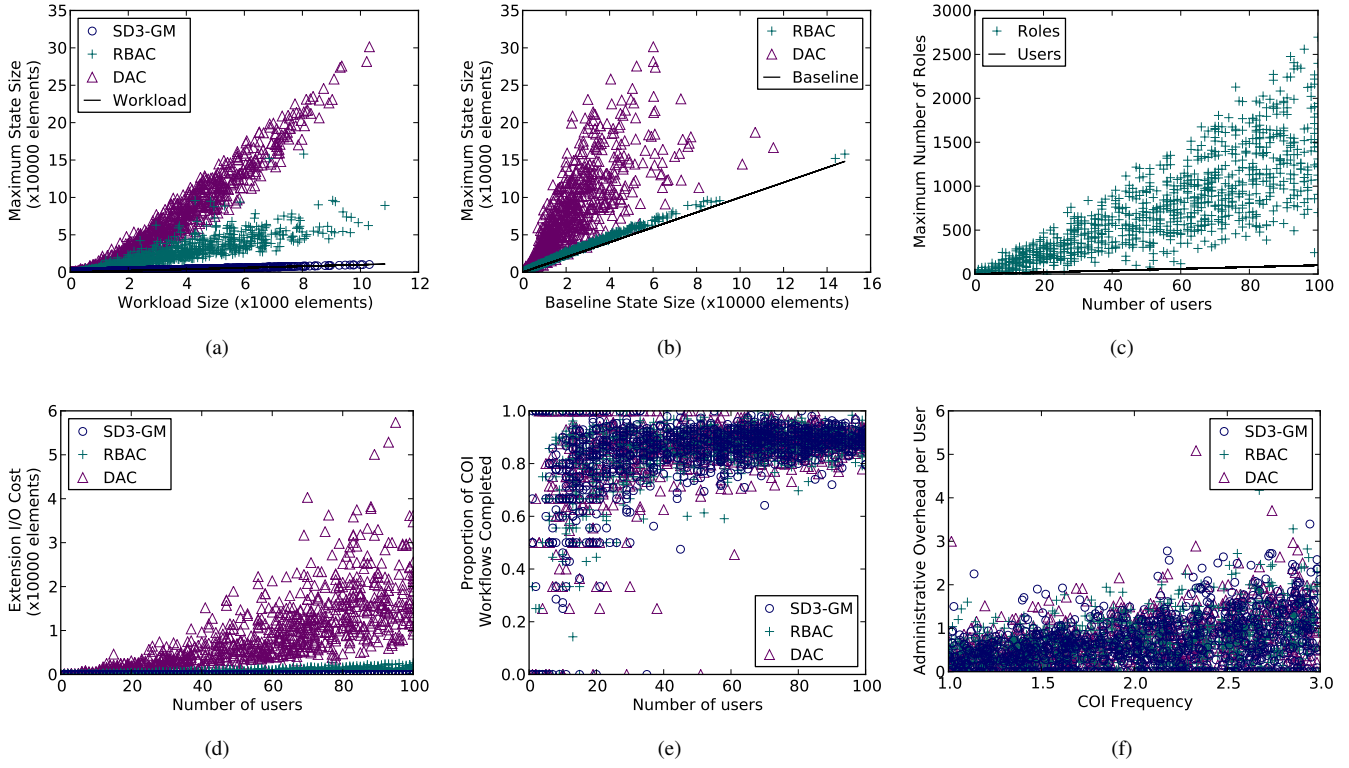 35
30
25
20
15
10
5
0
0 2 4 6 8 10 12
Maximum State Size
(x10000 elements)
Workload Size (x1000 elements)
SD3-GM
RBAC
DAC
Workload
(a)
35
30
25
20
15
10
5
0
0 2 4 6 8 10 12 14 16
Maximum State Size
(x10000 elements)
Baseline State Size (x10000 elements)
RBAC
DAC
Baseline
(b)
3000
2500
2000
1500
1000
500
0
0 20 40 60 80 100
Maximum Number of Roles
Number of users
Roles
Users
(c)
6
5
4
3
2
1
0
0 20 40 60 80 100
Extension I/O Cost
(x10000 elements)
Number of users
SD3-GM
RBAC
DAC
(d)
1.0
0.8
0.6
0.4
0.2
0.0
0 20 40 60 80 100
Proportion of COI
Workflows Completed
Number of users
SD3-GM
RBAC
DAC
(e)
6
5
4
3
2
1
0
1.0 1.5 2.0 2.5 3.0
Administrative Overhead per User
COI Frequency
SD3-GM
RBAC
DAC
(f)